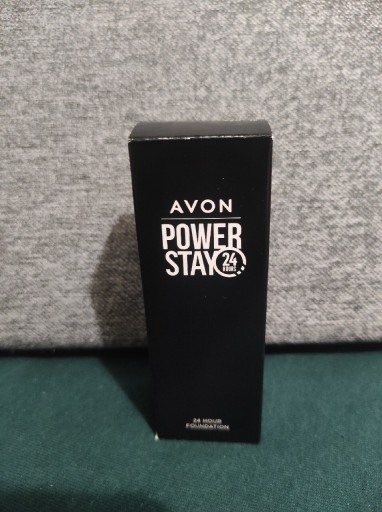 AVON
POWER
STAY 24
HOURS
24 HOUR
FOUNDATION